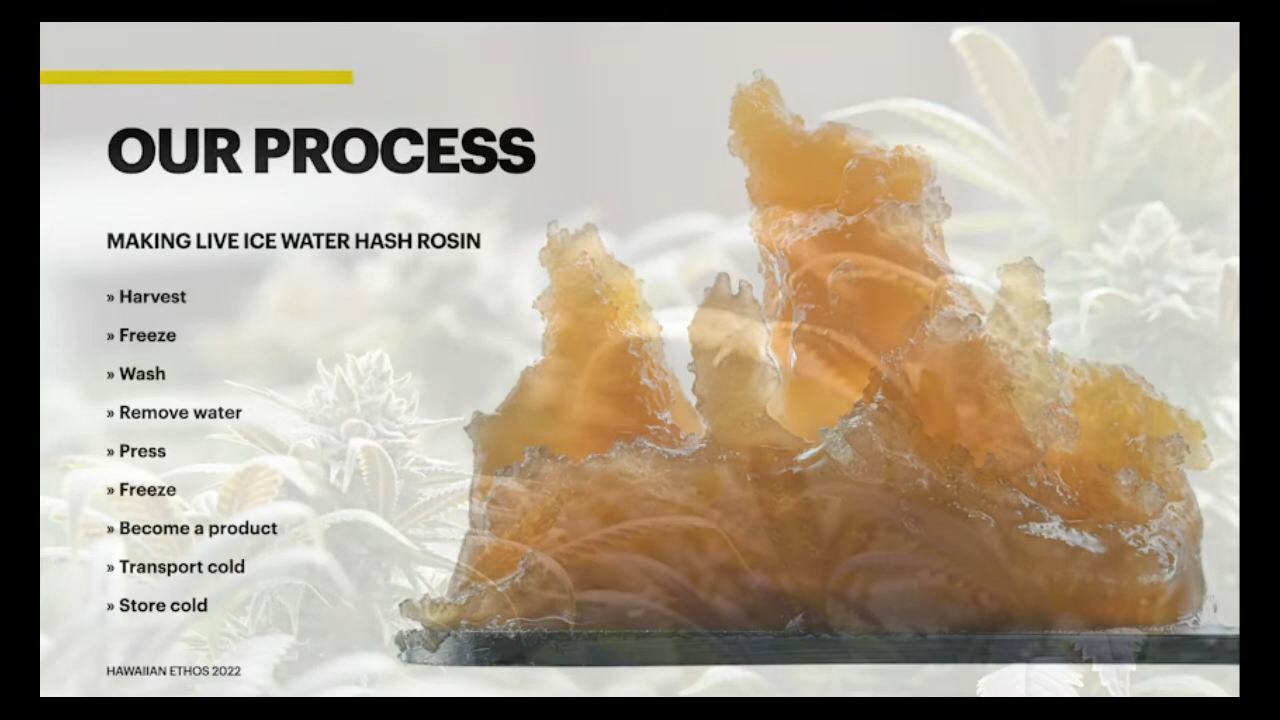 OUR PROCESS
MAKING LIVE ICE WATER HASH ROSIN
» Harvest
» Freeze
» Wash
» Remove water
» Press
» Freeze
» Become a product
» Transport cold
» Store cold
HAWAIIAN ETHOS 2022